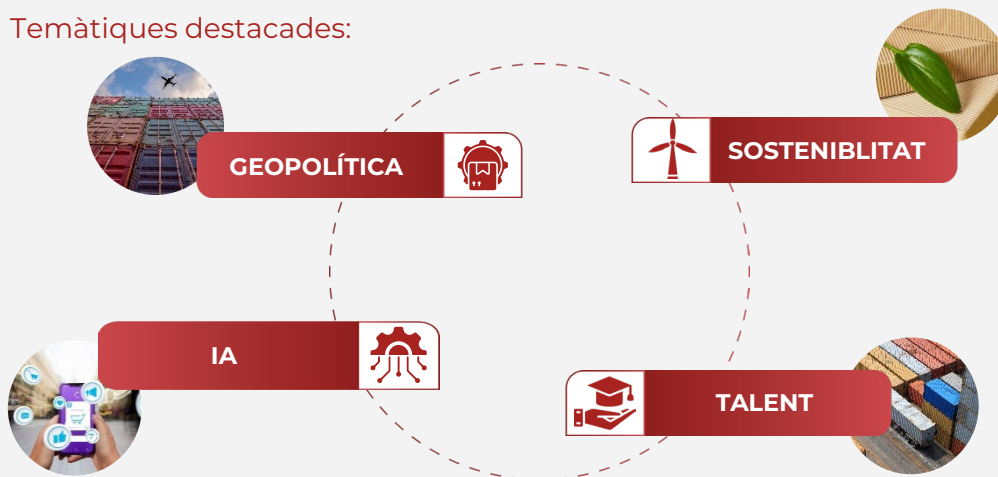 Temàtiques destacades:
GEOPOLÍTICA
SOSTENIBLITAT
IA
TALENT